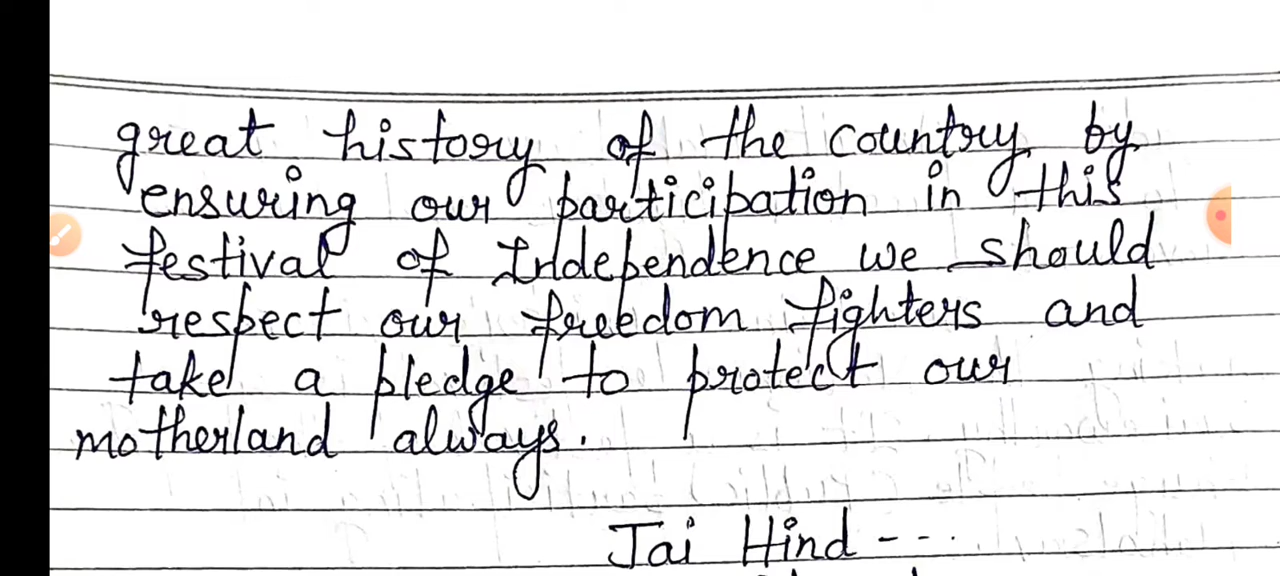 great history of the country by
ensuring our participation in this
festival of Independence we should
respect our freedom fighters and
take a pledge to protect our
motherland always.
Jai Hind ---.